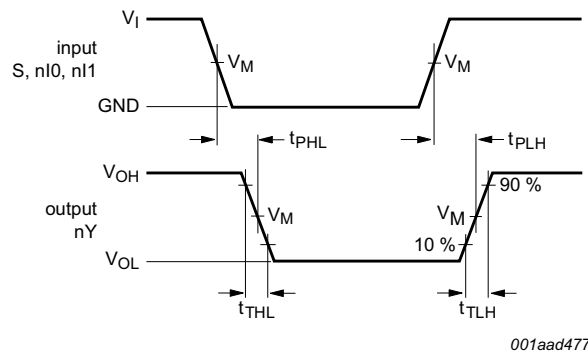 V_I
input
S, nI0, nI1
V_M
V_M
GND
t_PHL
t_PLH
V_OH
90 %
output
nY
V_M
V_M
10 %
V_OL
t_THL
t_TLH
001aad477